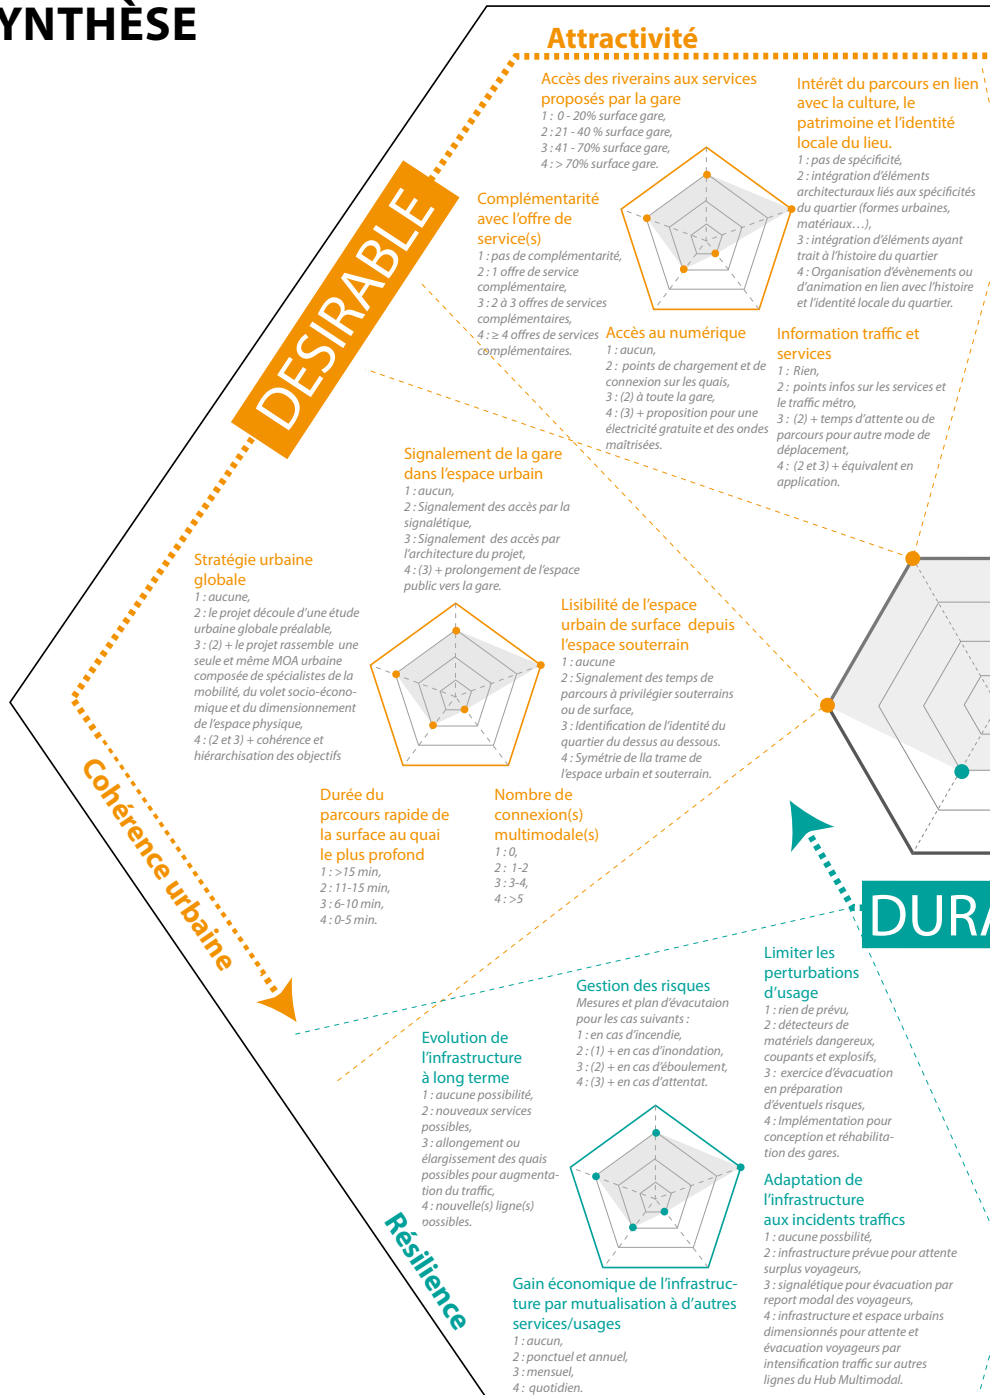 YNTHÈSE
Attractivité
Accès des riverains aux services
proposés par la gare
1 : 0 - 20% surface gare,
2 : 21 - 40 % surface gare,
3 : 41 - 70% surface gare,
4 : > 70% surface gare.
Intérêt du parcours en lien
avec la culture, le
patrimoine et l'identité
locale du lieu.
1 : pas de spécificité,
2 : intégration d'éléments
architecturaux liés aux spécificités
du quartier (formes urbaines,
matériaux…),
3 : intégration d'éléments ayant
trait à l'histoire du quartier
4 : Organisation d'évènements ou
d'animation en lien avec l'histoire
et l'identité locale du quartier.
Complémentarité
avec l'offre de
service(s)
1 : pas de complémentarité,
2 : 1 offre de service
complémentaire,
3 : 2 à 3 offres de services
complémentaires,
4 : ≥ 4 offres de services
complémentaires.
Accès au numérique
1 : aucun,
2 : points de chargement et de
connexion sur les quais,
3 : (2) à toute la gare,
4 : (3) + proposition pour une
électricité gratuite et des ondes
maîtrisées.
Information traffic et
services
1 : Rien,
2 : points infos sur les services et
le traffic métro,
3 : (2) + temps d'attente ou de
parcours pour autre mode de
déplacement,
4 : (2 et 3) + équivalent en
application.
DESIRABLE
Signalement de la gare
dans l'espace urbain
1 : aucun,
2 : Signalement des accès par la
signalétique,
3 : Signalement des accès par
l'architecture du projet,
4 : (3) + prolongement de l'espace
public vers la gare.
Stratégie urbaine
globale
1 : aucune,
2 : le projet découle d'une étude
urbaine globale préalable,
3 : (2) + le projet rassemble une
seule et même MOA urbaine
composée de spécialistes de la
mobilité, du volet socio-écono-
mique et du dimensionnement
de l'espace physique,
4 : (2 et 3) + cohérence et
hiérarchisation des objectifs
Lisibilité de l'espace
urbain de surface depuis
l'espace souterrain
1 : aucune
2 : Signalement des temps de
parcours à privilégier souterrains
ou de surface,
3 : Identification de l'identité du
quartier du dessus au dessous.
4 : Symétrie de lla trame de
l'espace urbain et souterrain.
Durée du
parcours rapide de
la surface au quai
le plus profond
1 : >15 min,
2 : 11-15 min,
3 : 6-10 min,
4 : 0-5 min.
Nombre de
connexion(s)
multimodale(s)
1 : 0,
2 : 1-2
3 : 3-4,
4 : >5
Cohérence urbaine
DURA
Limiter les
perturbations
d'usage
1 : rien de prévu,
2 : détecteurs de
matériels dangereux,
coupants et explosifs,
3 : exercice d'évacuation
en préparation
d'éventuels risques,
4 : Implémentation pour
conception et réhabilita-
tion des gares.
Gestion des risques
Mesures et plan d'évacutaion
pour les cas suivants :
1 : en cas d'incendie,
2 : (1) + en cas d'inondation,
3 : (2) + en cas d'éboulement,
4 : (3) + en cas d'attentat.
Evolution de
l'infrastructure
à long terme
1 : aucune possibilité,
2 : nouveaux services
possibles,
3 : allongement ou
élargissement des quais
possibles pour augmenta-
tion du traffic,
4 : nouvelle(s) ligne(s)
possibles.
Adaptation de
l'infrastructure
aux incidents traffics
1 : aucune possbilité,
2 : infrastructure prévue pour attente
surplus voyageurs,
3 : signalétique pour évacuation par
report modal des voyageurs,
4 : infrastructure et espace urbains
dimensionnés pour attente et
évacuation voyageurs par
intensification traffic sur autres
lignes du Hub Multimodal.
Résilience
Gain économique de l'infrastruc-
ture par mutualisation à d'autres
services/usages
1 : aucun,
2 : ponctuel et annuel,
3 : mensuel,
4 : quotidien.